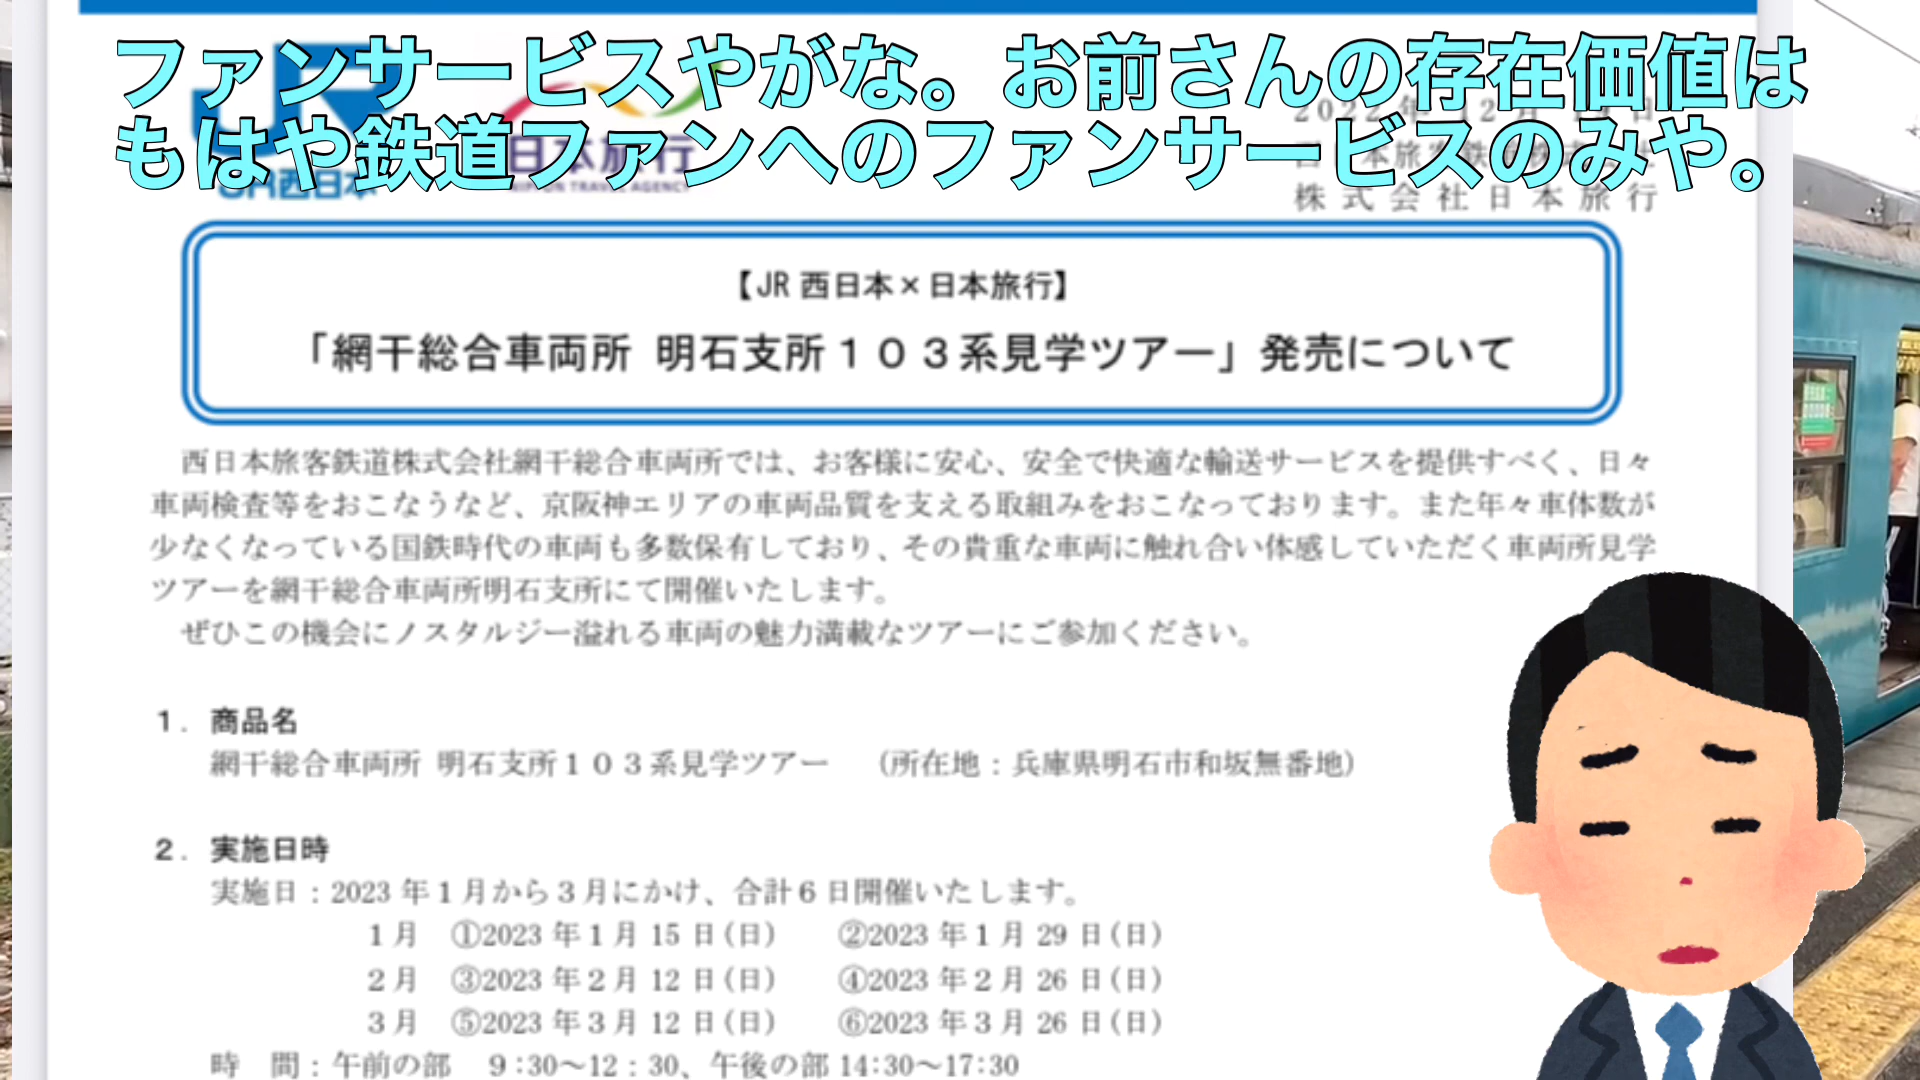 ファンサービスやがな。お前さんの存在価値は
もはや鉄道ファンへのファンサービスのみや。
JR西日本
日本旅行
株式会社日本旅行
【JR西日本×日本旅行】
「網干総合車両所 明石支所１０３系見学ツアー」発売について
西日本旅客鉄道株式会社網干総合車両所では、お客様に安心、安全で快適な輸送サービスを提供すべく、日々
車両検査等をおこなうなど、京阪神エリアの車両品質を支える取組みをおこなっております。また年々車体数が
少なくなっている国鉄時代の車両も多数保有しており、その貴重な車両に触れ合い体感していただく車両所見学
ツアーを網干総合車両所明石支所にて開催いたします。
ぜひこの機会にノスタルジー溢れる車両の魅力満載なツアーにご参加ください。
１．商品名
網干総合車両所 明石支所１０３系見学ツアー （所在地：兵庫県明石市和坂無番地）
２．実施日時
実施日：2023年１月から３月にかけ、合計６日開催いたします。
１月 ①2023年１月15日（日） ②2023年１月29日（日）
２月 ③2023年２月12日（日） ④2023年２月26日（日）
３月 ⑤2023年３月12日（日） ⑥2023年３月26日（日）
時 間：午前の部 9:30～12：30、午後の部 14:30～17:30